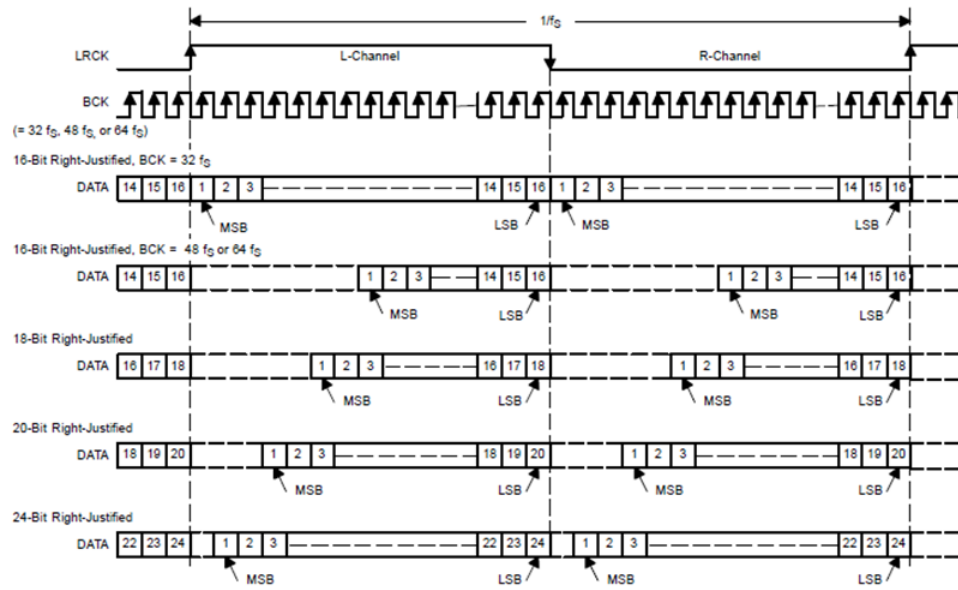 1/fS
LRCK L-Channel R-Channel
BCK
(= 32 fS, 48 fS, or 64 fS)
16-Bit Right-Justified, BCK = 32 fS
DATA 14 15 16 1 2 3 14 15 16 1 2 3 14 15 16
MSB LSB MSB LSB
16-Bit Right-Justified, BCK = 48 fS or 64 fS
DATA 14 15 16 1 2 3 14 15 16 1 2 3 14 15 16
MSB LSB MSB LSB
18-Bit Right-Justified
DATA 16 17 18 1 2 3 16 17 18 1 2 3 16 17 18
MSB LSB MSB LSB
20-Bit Right-Justified
DATA 18 19 20 1 2 3 18 19 20 1 2 3 18 19 20
MSB LSB MSB LSB
24-Bit Right-Justified
DATA 22 23 24 1 2 3 22 23 24 1 2 3 22 23 24
MSB LSB MSB LSB